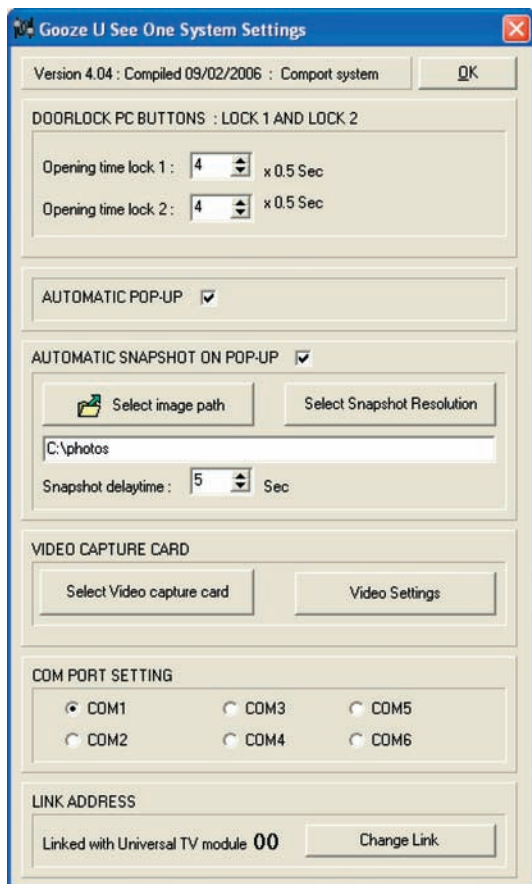 Gooze U See One System Settings
Version 4.04 : Compiled 09/02/2006 : Comport system
OK
DOORLOCK PC BUTTONS : LOCK 1 AND LOCK 2
Opening time lock 1 : 4 x 0.5 Sec
Opening time lock 2 : 4 x 0.5 Sec
AUTOMATIC POP-UP
AUTOMATIC SNAPSHOT ON POP-UP
Select image path
Select Snapshot Resolution
C:\photos
Snapshot delaytime : 5 Sec
VIDEO CAPTURE CARD
Select Video capture card
Video Settings
COM PORT SETTING
COM1 COM3 COM5
COM2 COM4 COM6
LINK ADDRESS
Linked with Universal TV module 00
Change Link